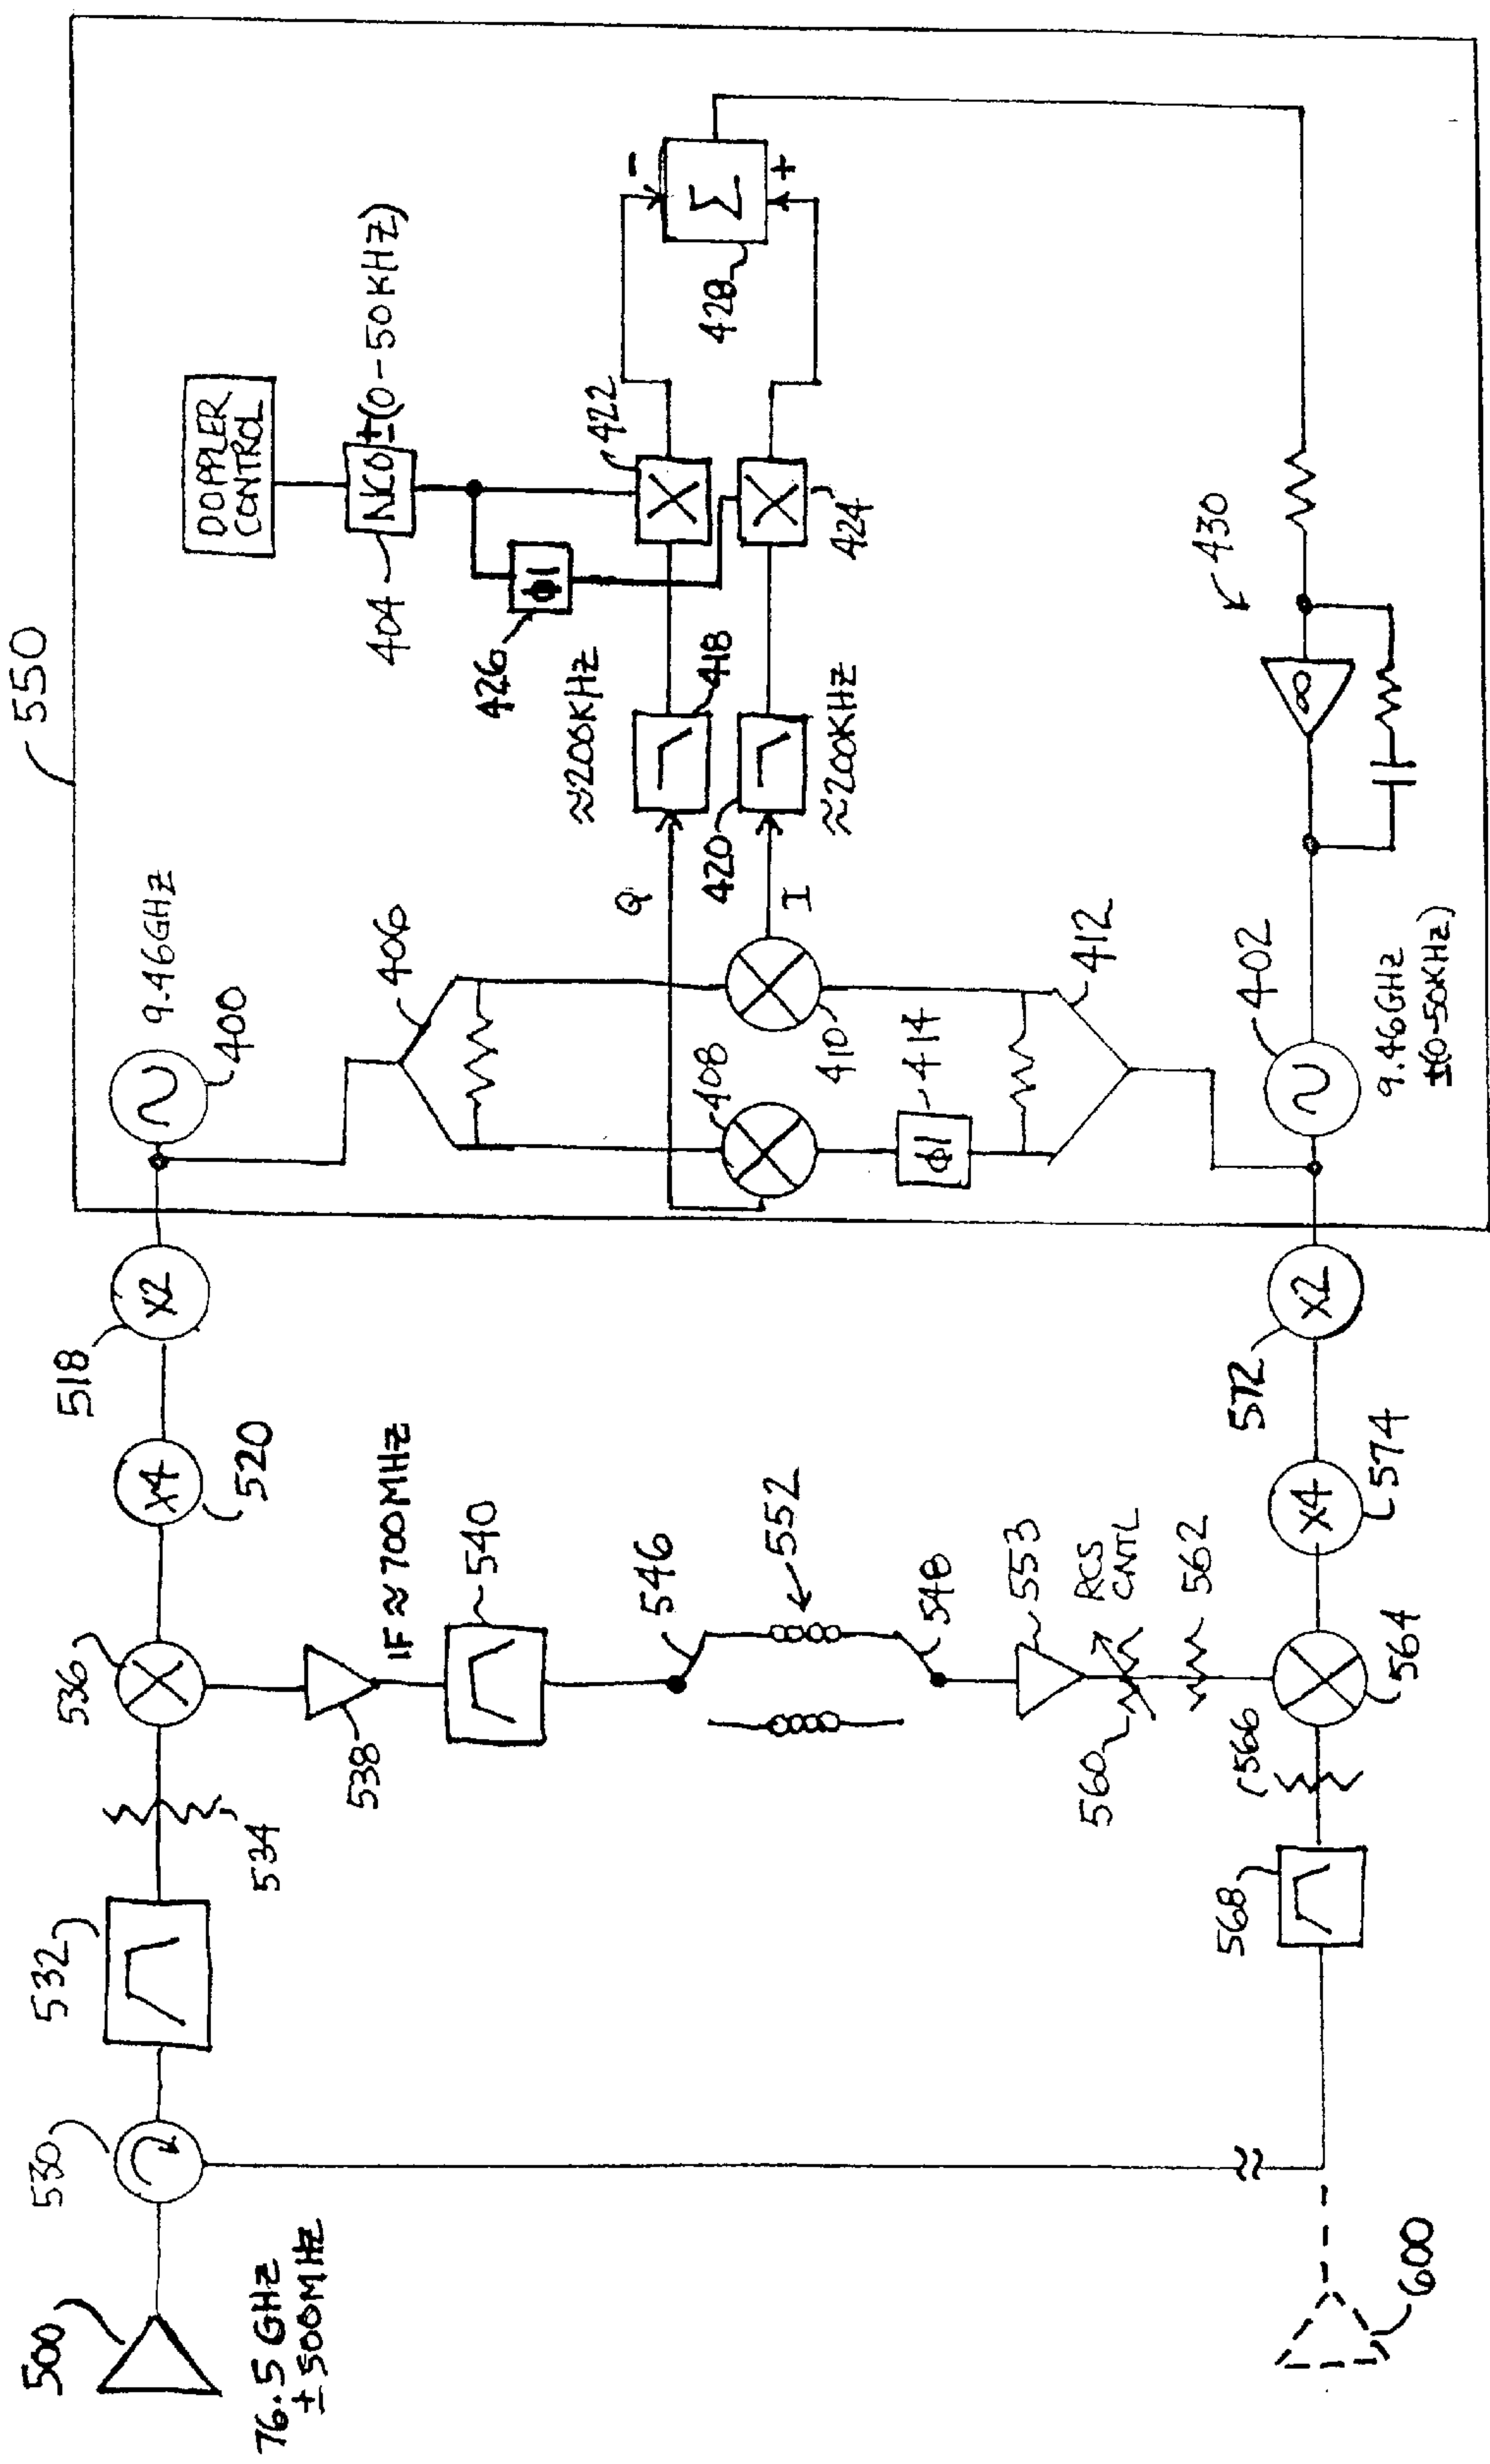 550
9.46GHz
400
406
DOPPLER
CONTROL
NCO
±(0-50KHz)
404
426
ϕ
≈200KHz
418
422
-
Σ
+
428
424
420
≈200KHz
Q
I
408
410
412
414
ϕ
430
∞
402
9.46GHz
±(0-50KHz)
518
X2
520
X4
536
538
IF≈700MHz
540
546
552
548
553
RCS
CNTL
560
562
564
566
568
572
X2
574
X4
534
532
530
500
76.5 GHz
±500MHz
600